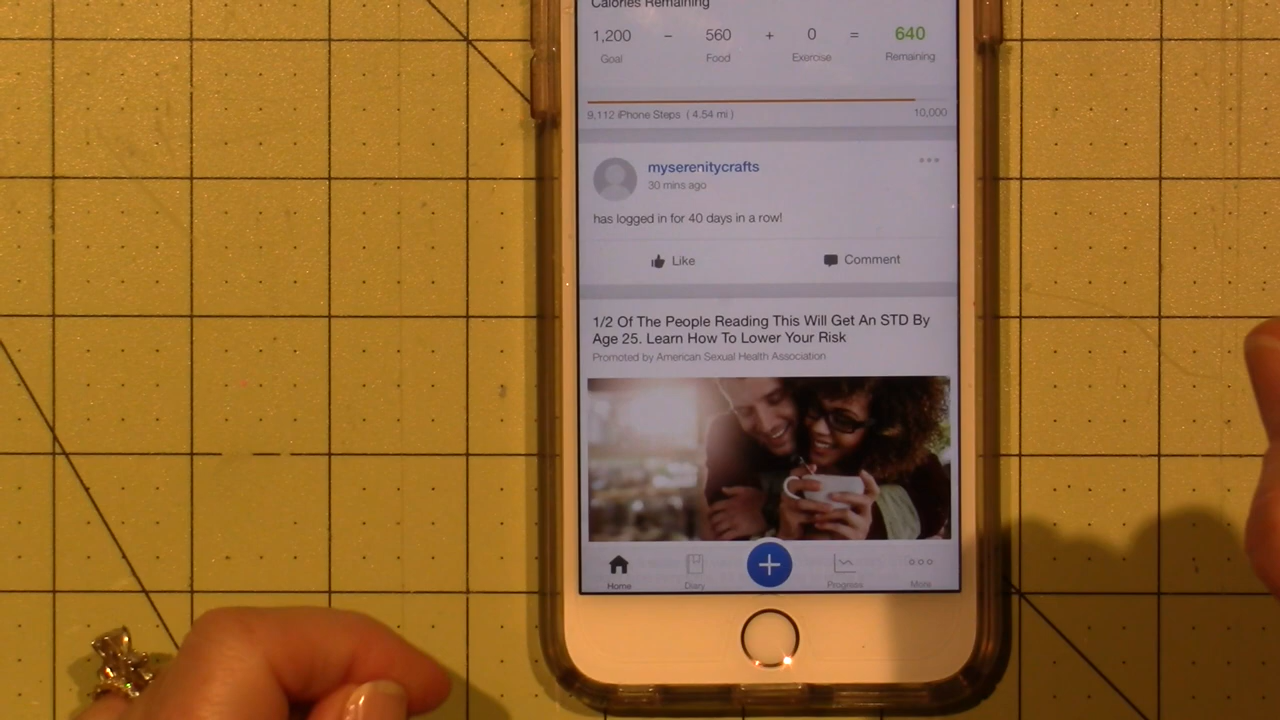 Calories Remaining
1,200 - 560 + 0 = 640
Goal Food Exercise Remaining
9,112 iPhone Steps ( 4.54 mi ) 10,000
myserenitycrafts
30 mins ago
has logged in for 40 days in a row!
Like Comment
1/2 Of The People Reading This Will Get An STD By
Age 25. Learn How To Lower Your Risk
Promoted by American Sexual Health Association
Home Diary Progress More